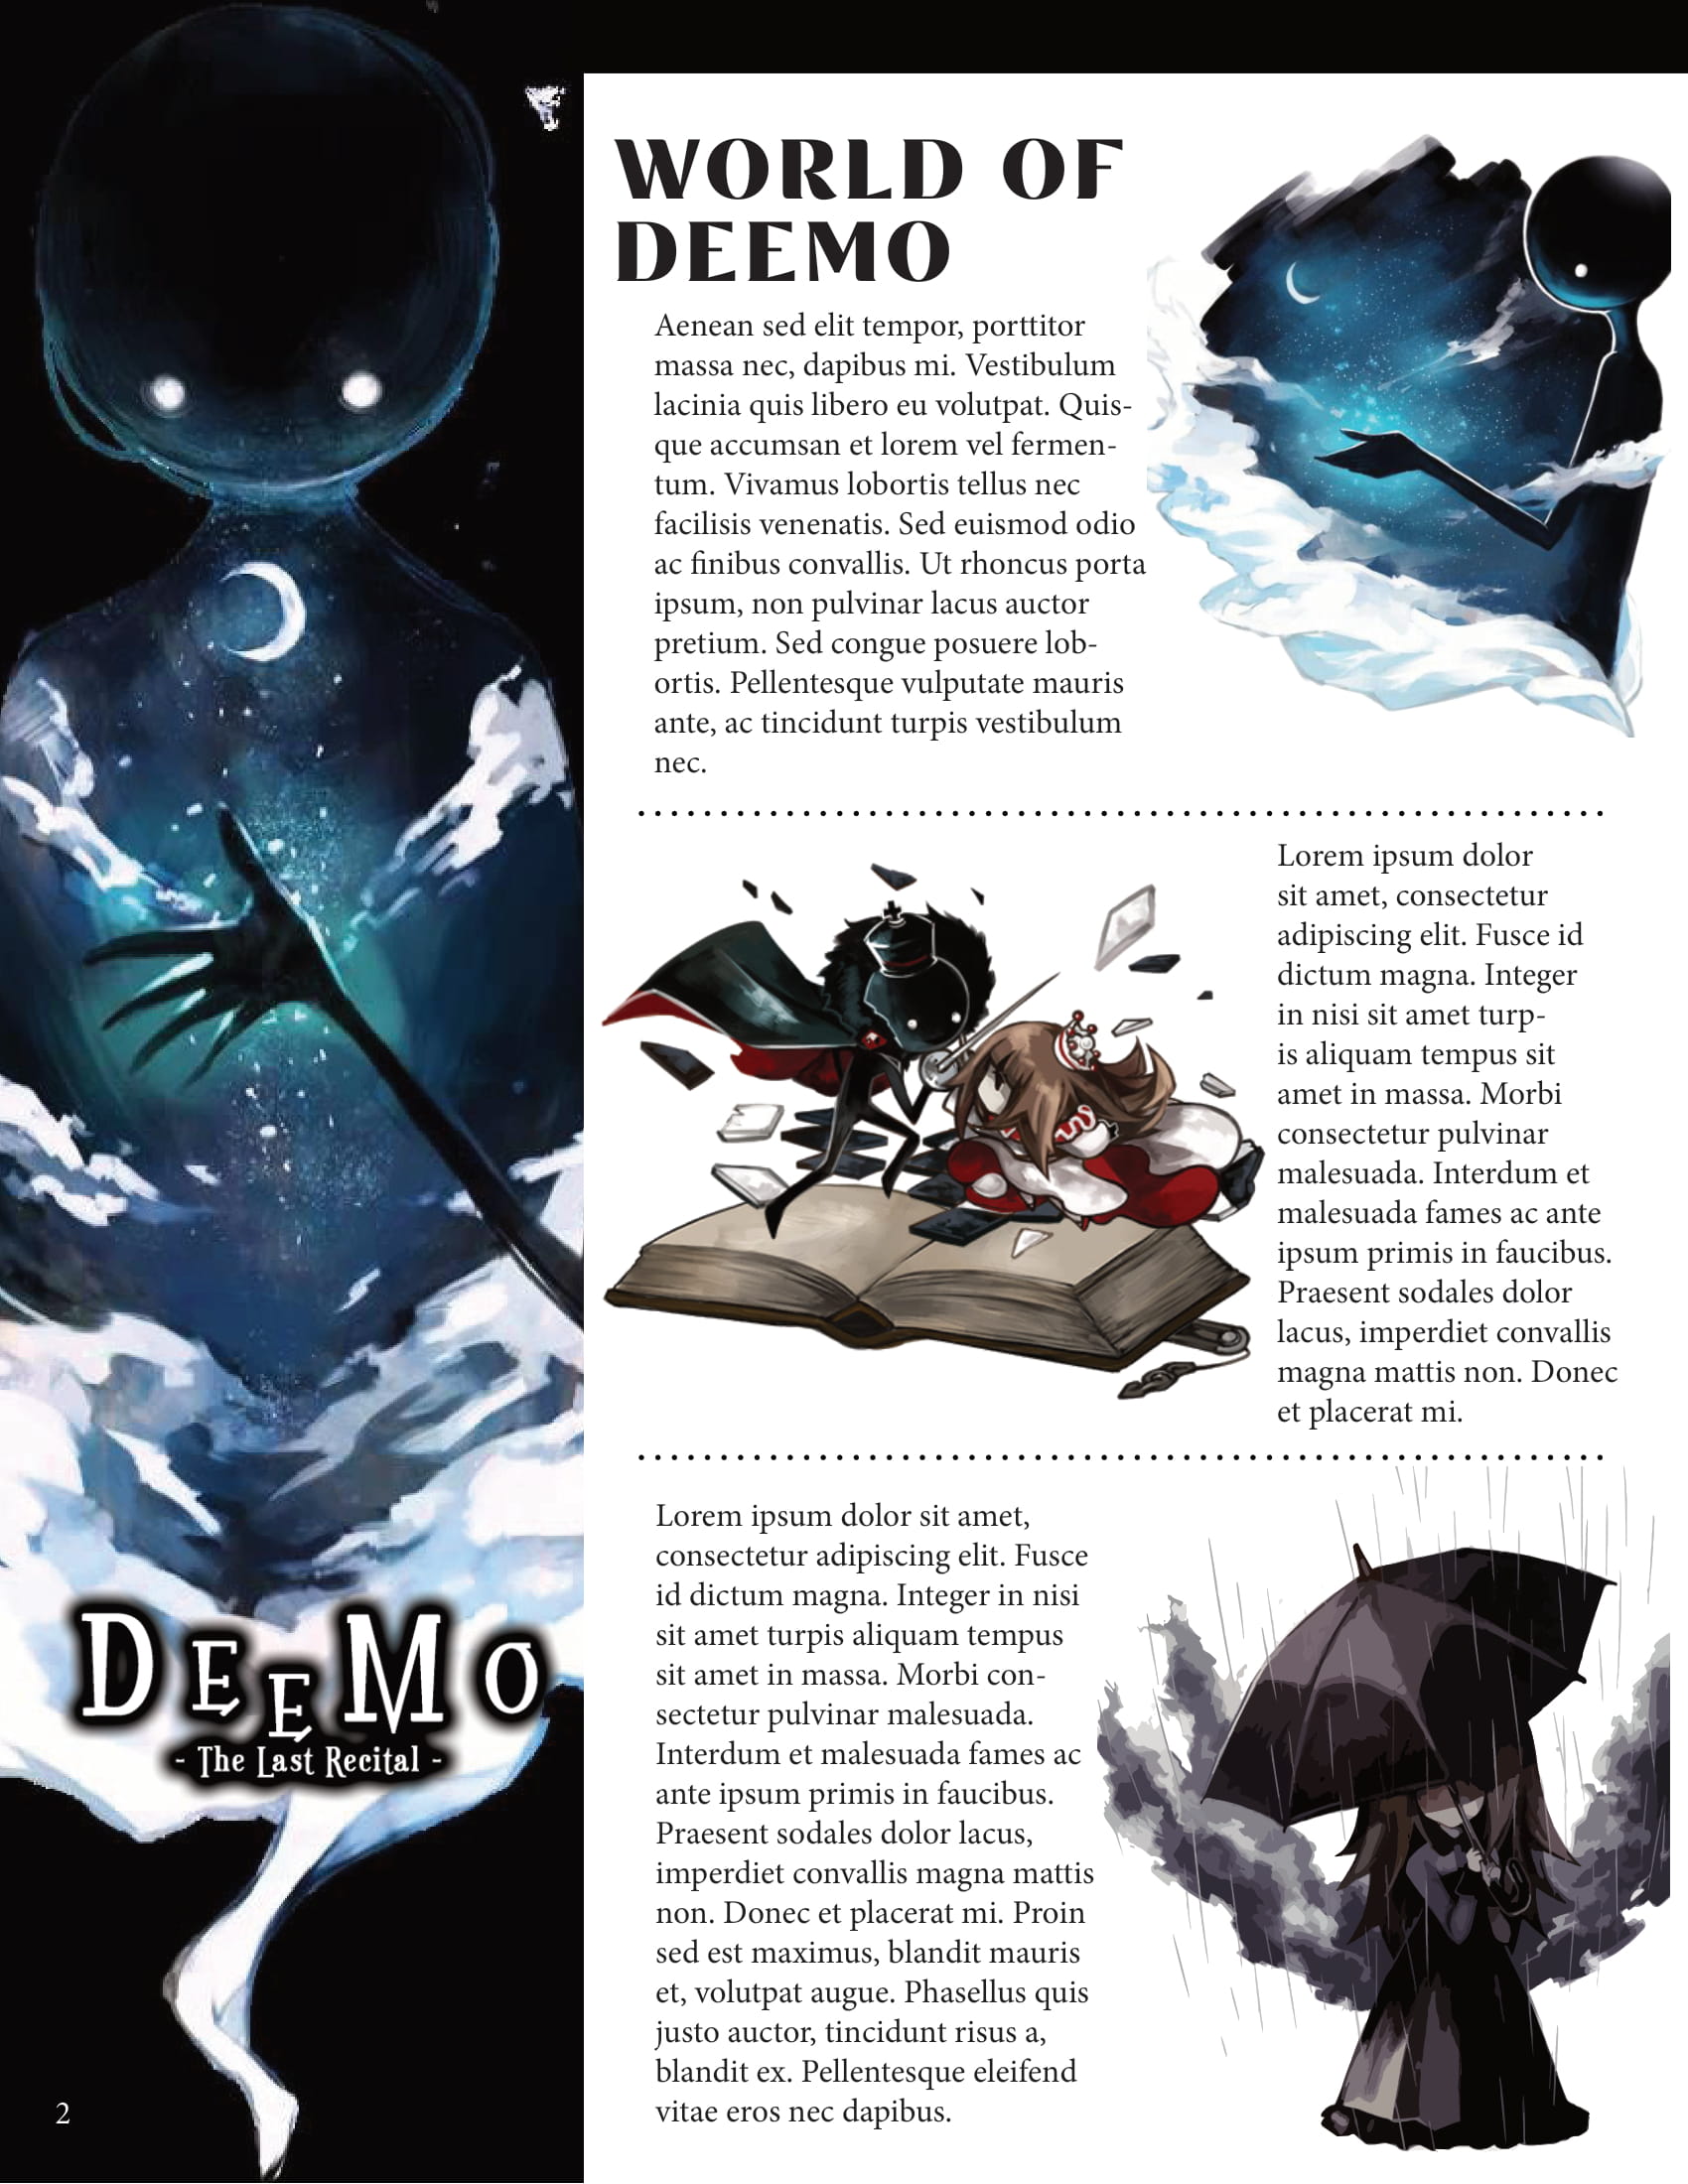 WORLD OF
DEEMO
Aenean sed elit tempor, porttitor
massa nec, dapibus mi. Vestibulum
lacinia quis libero eu volutpat. Quis-
que accumsan et lorem vel fermen-
tum. Vivamus lobortis tellus nec
facilisis venenatis. Sed euismod odio
ac finibus convallis. Ut rhoncus porta
ipsum, non pulvinar lacus auctor
pretium. Sed congue posuere lob-
ortis. Pellentesque vulputate mauris
ante, ac tincidunt turpis vestibulum
nec.
Lorem ipsum dolor
sit amet, consectetur
adipiscing elit. Fusce id
dictum magna. Integer
in nisi sit amet turp-
is aliquam tempus sit
amet in massa. Morbi
consectetur pulvinar
malesuada. Interdum et
malesuada fames ac ante
ipsum primis in faucibus.
Praesent sodales dolor
lacus, imperdiet convallis
magna mattis non. Donec
et placerat mi.
Lorem ipsum dolor sit amet,
consectetur adipiscing elit. Fusce
id dictum magna. Integer in nisi
sit amet turpis aliquam tempus
sit amet in massa. Morbi con-
sectetur pulvinar malesuada.
Interdum et malesuada fames ac
ante ipsum primis in faucibus.
Praesent sodales dolor lacus,
imperdiet convallis magna mattis
non. Donec et placerat mi. Proin
sed est maximus, blandit mauris
et, volutpat augue. Phasellus quis
justo auctor, tincidunt risus a,
blandit ex. Pellentesque eleifend
vitae eros nec dapibus.
DEEMO
- The Last Recital -
2